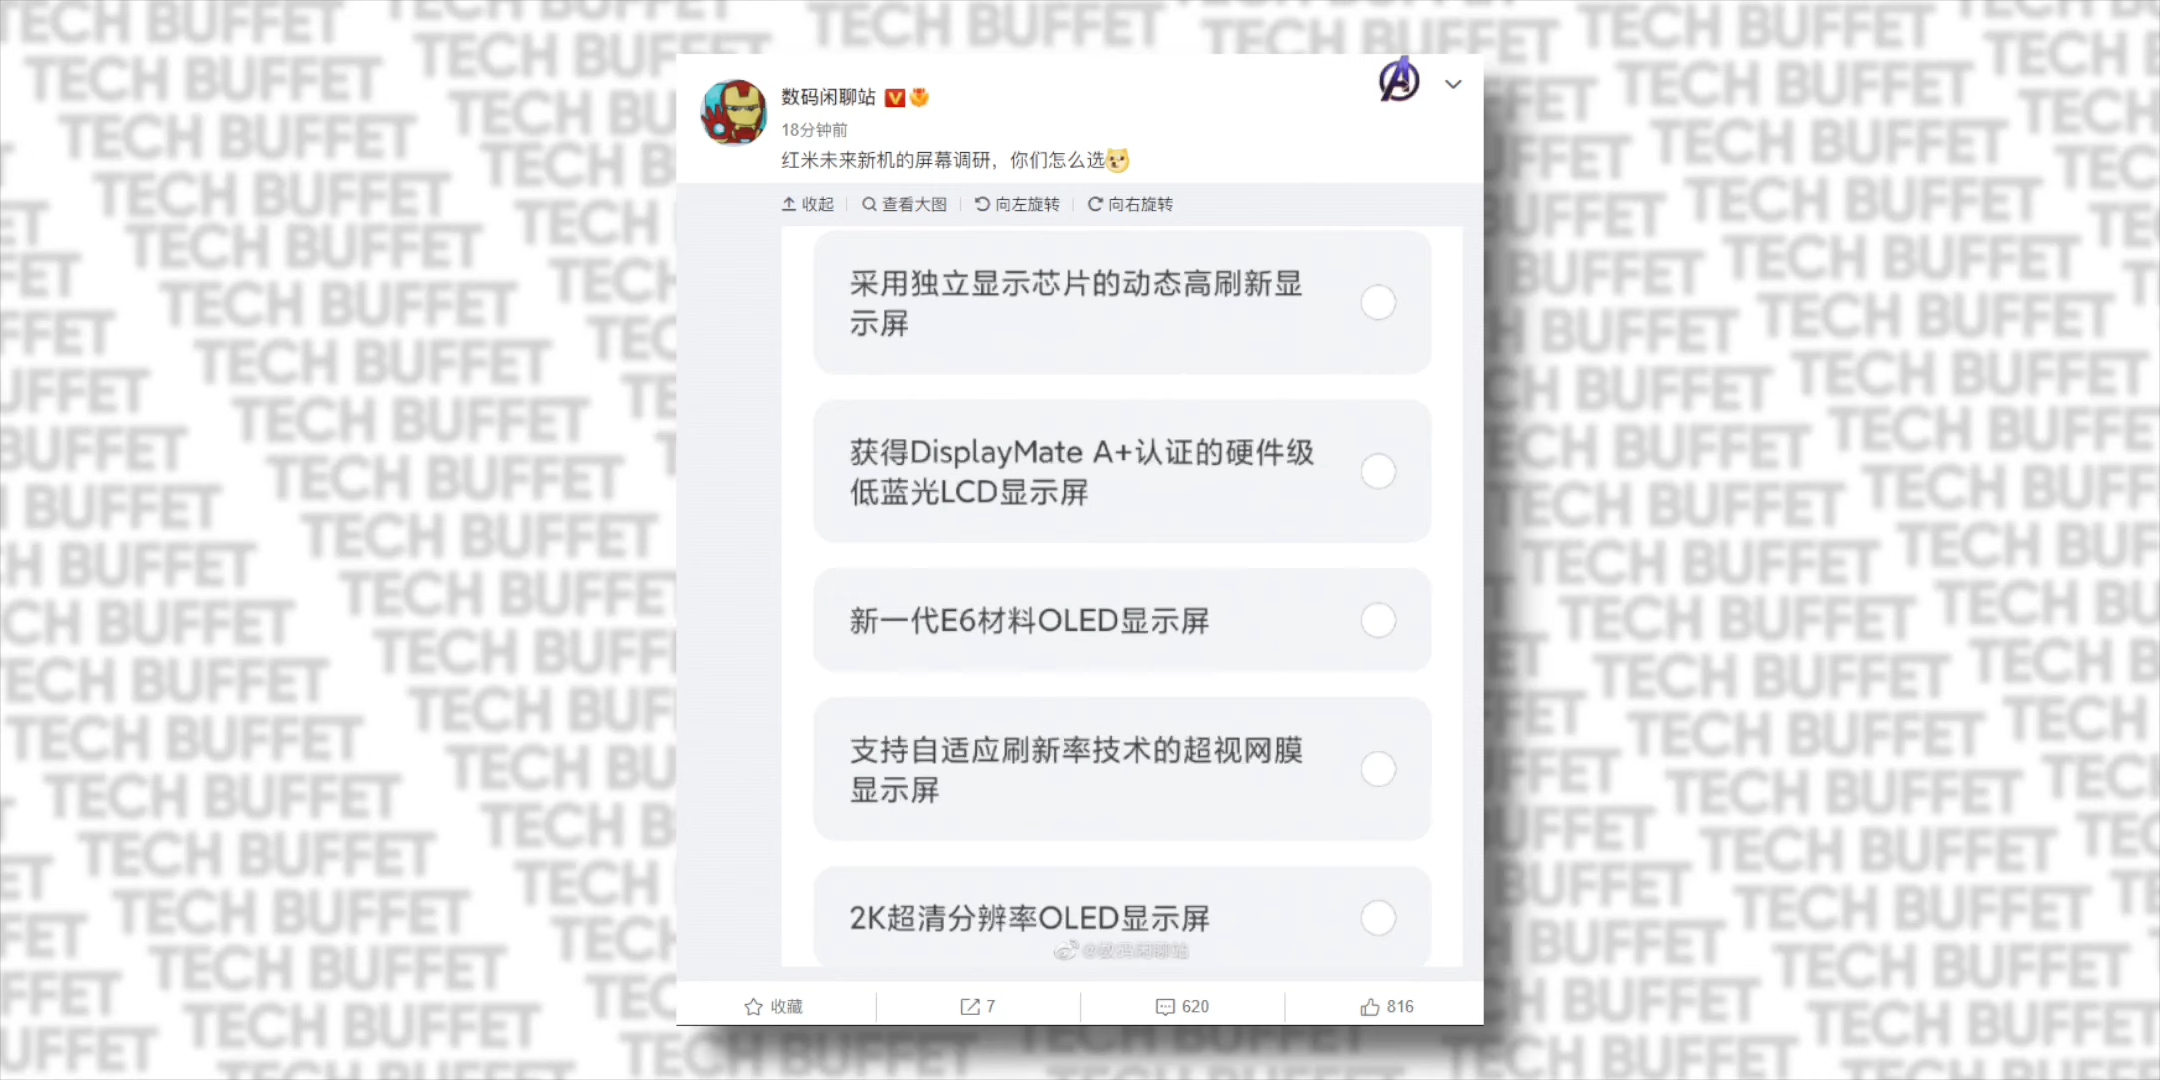 TECH BUFFET
数码闲聊站
18分钟前
红米未来新机的屏幕调研，你们怎么选
收起 查看大图 向左旋转 向右旋转
采用独立显示芯片的动态高刷新显
示屏
获得DisplayMate A+认证的硬件级
低蓝光LCD显示屏
新一代E6材料OLED显示屏
支持自适应刷新率技术的超视网膜
显示屏
2K超清分辨率OLED显示屏
@数码闲聊站
收藏 7 620 816